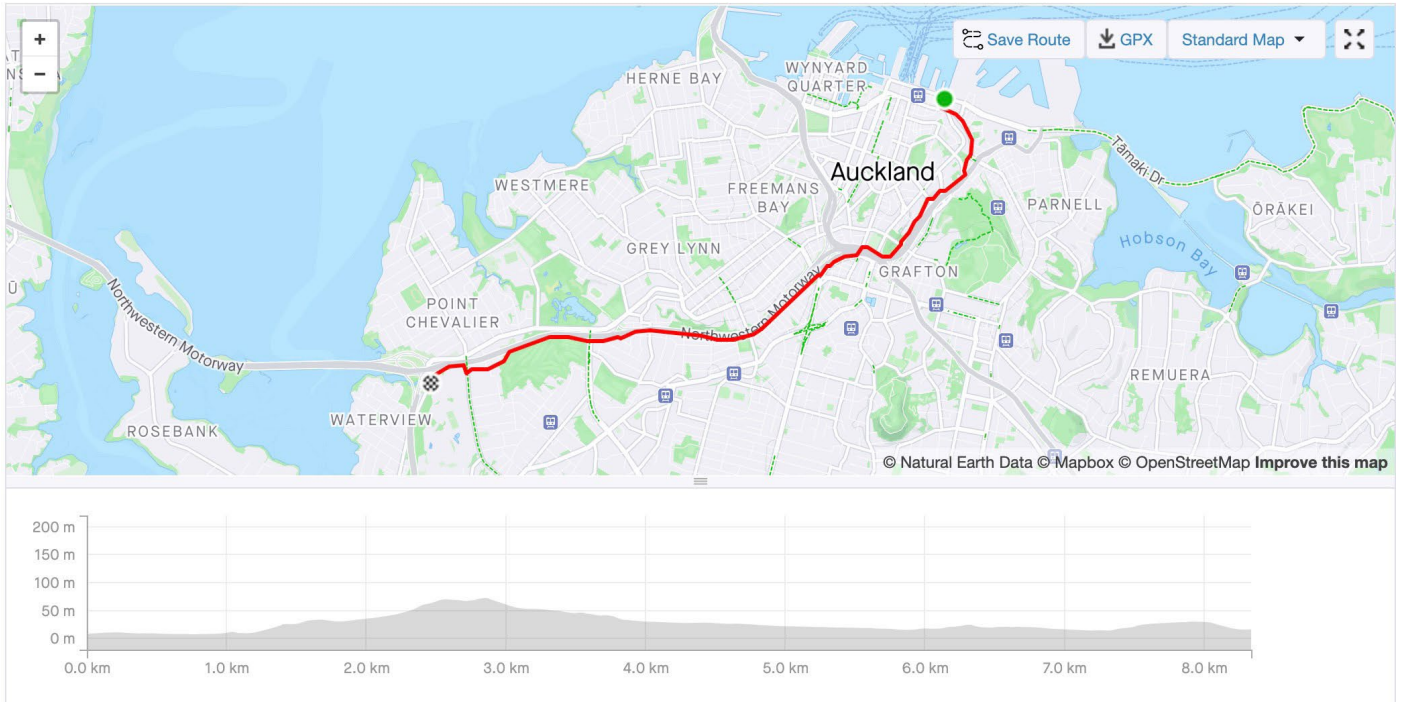 +
−
Save Route
GPX
Standard Map
HERNE BAY
WYNYARD
QUARTER
Tāmaki Dr
Auckland
WESTMERE
FREEMANS
BAY
PARNELL
ŌRĀKEI
GREY LYNN
Hobson Bay
GRAFTON
Northwestern Motorway
POINT
CHEVALIER
Northwestern Motorway
REMUERA
WATERVIEW
ROSEBANK
© Natural Earth Data © Mapbox © OpenStreetMap Improve this map
200 m
150 m
100 m
50 m
0 m
0.0 km 1.0 km 2.0 km 3.0 km 4.0 km 5.0 km 6.0 km 7.0 km 8.0 km